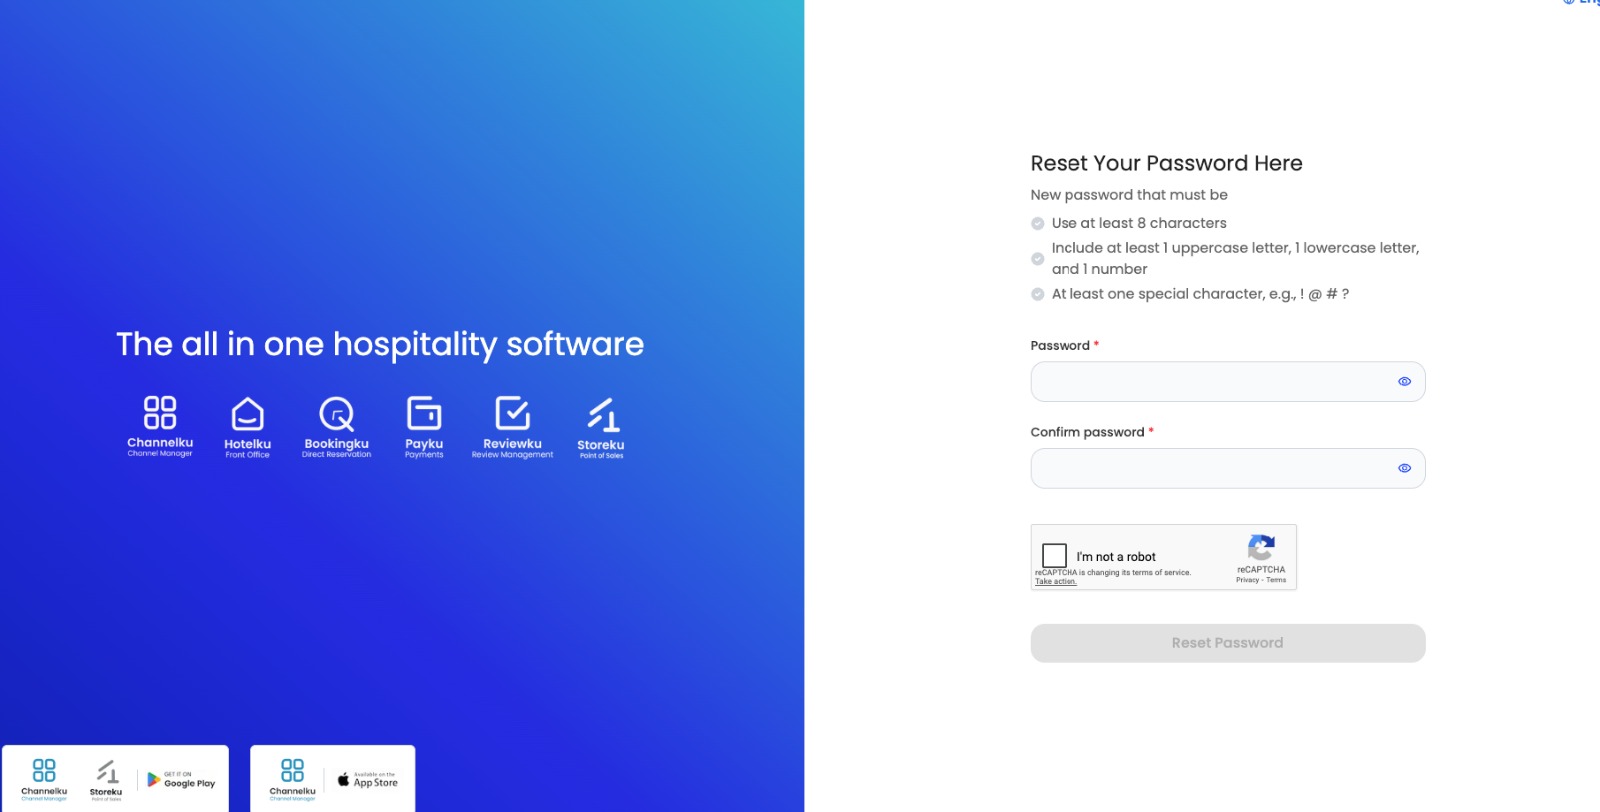 The all in one hospitality software
Channelku
Channel Manager
Hotelku
Front Office
Bookingku
Direct Reservation
Payku
Payments
Reviewku
Review Management
Storeku
Point of Sales
Channelku
Channel Manager
Storeku
Point of Sales
GET IT ON
Google Play
Channelku
Channel Manager
Available on the
App Store
Reset Your Password Here
New password that must be
Use at least 8 characters
Include at least 1 uppercase letter, 1 lowercase letter,
and 1 number
At least one special character, e.g., ! @ # ?
Password *
Confirm password *
I'm not a robot
reCAPTCHA is changing its terms of service.
Take action.
reCAPTCHA
Privacy - Terms
Reset Password